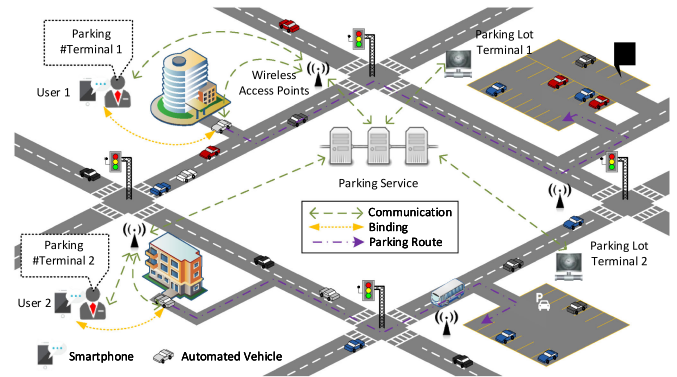 Parking
#Terminal 1
User 1
Wireless
Access Points
Parking Lot
Terminal 1
Parking Service
Communication
Binding
Parking Route
Parking
#Terminal 2
User 2
Parking Lot
Terminal 2
P
Smartphone
Automated Vehicle